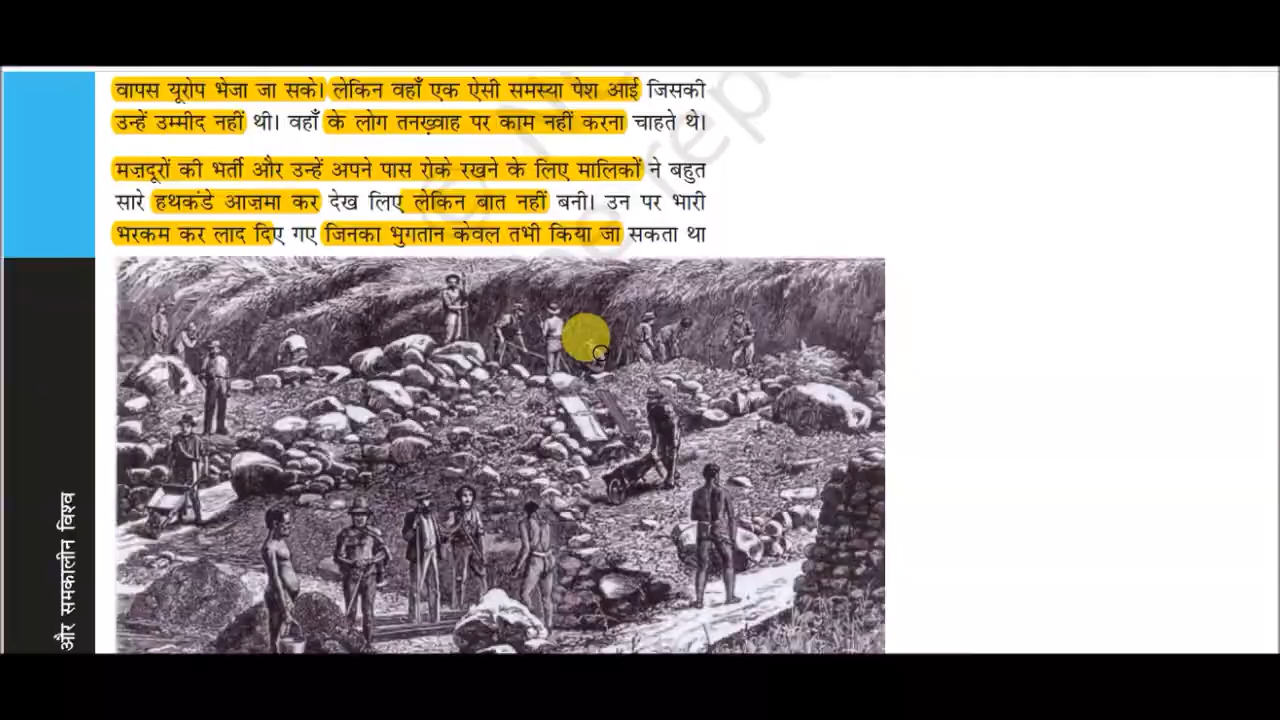 वापस यूरोप भेजा जा सके। लेकिन वहाँ एक ऐसी समस्या पेश आई जिसकी
उन्हें उम्मीद नहीं थी। वहाँ के लोग तनख़्वाह पर काम नहीं करना चाहते थे।
मज़दूरों की भर्ती और उन्हें अपने पास रोके रखने के लिए मालिकों ने बहुत
सारे हथकंडे आज़मा कर देख लिए लेकिन बात नहीं बनी। उन पर भारी
भरकम कर लाद दिए गए जिनका भुगतान केवल तभी किया जा सकता था
और समकालीन विश्व